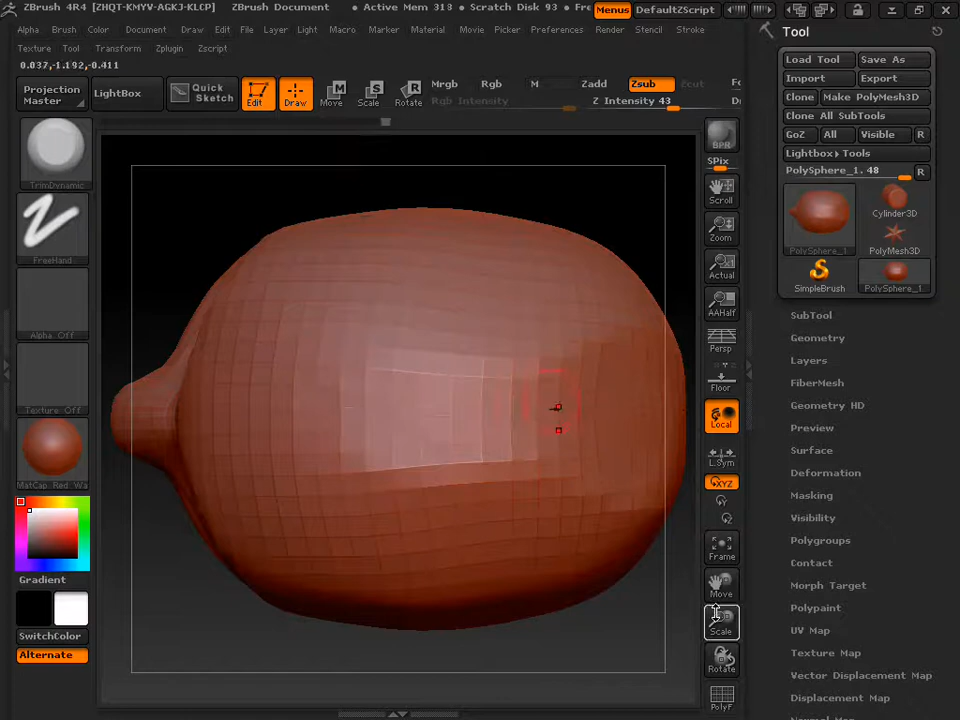 ZBrush 4R4 [ZHQT-KMYV-AGKJ-KLCP] ZBrush Document • Active Mem 318 • Scratch Disk 93 • Fre Menus DefaultZScript
Alpha Brush Color Document Draw Edit File Layer Light Macro Marker Material Movie Picker Preferences Render Stencil Stroke
Texture Tool Transform Zplugin Zscript
0.037,-1.192,-0.411
Projection Master
LightBox
Quick Sketch
Edit
Draw
Move
Scale
Rotate
Mrgb Rgb M Zadd Zsub Zcut
Rgb Intensity Z Intensity 43
TrimDynamic
FreeHand
Alpha Off
Texture Off
MatCap Red Wa
Gradient
SwitchColor
Alternate
BPR
SPix
Scroll
Zoom
Actual
AAHalf
Persp
Floor
Local
L.Sym
XYZ
Y
Z
Frame
Move
Scale
Rotate
PolyF
Tool
Load Tool Save As
Import Export
Clone Make PolyMesh3D
Clone All SubTools
GoZ All Visible R
Lightbox▸Tools
PolySphere_1. 48 R
PolySphere_1
Cylinder3D
PolyMesh3D
SimpleBrush
PolySphere_1
SubTool
Geometry
Layers
FiberMesh
Geometry HD
Preview
Surface
Deformation
Masking
Visibility
Polygroups
Contact
Morph Target
Polypaint
UV Map
Texture Map
Vector Displacement Map
Displacement Map